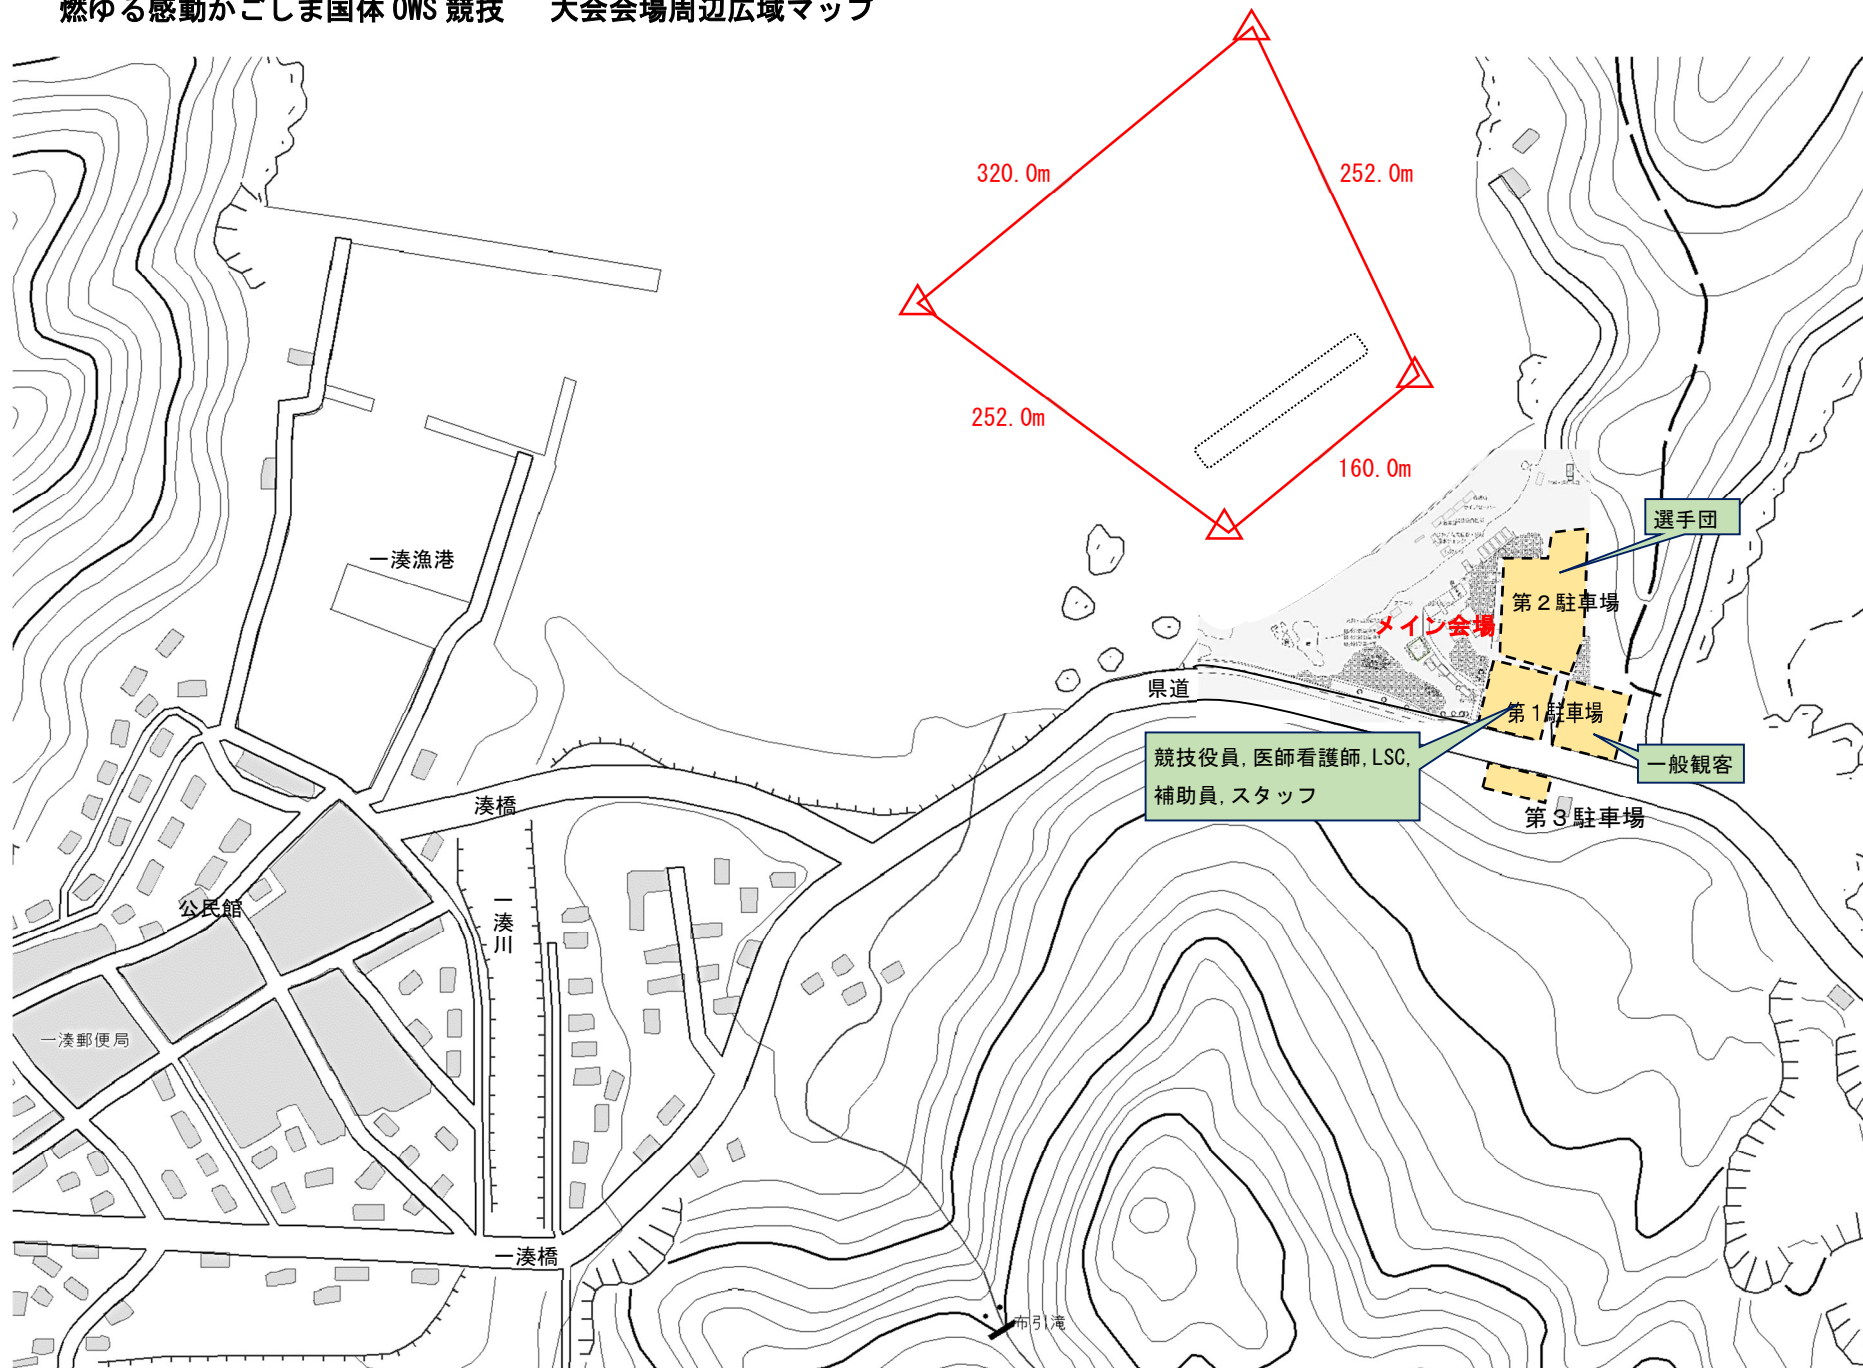 燃ゆる感動かごしま国体 OWS 競技　大会会場周辺広域マップ
320.0m
252.0m
252.0m
160.0m
選手団
一湊漁港
第２駐車場
メイン会場
県道
第１駐車場
競技役員,医師看護師,LSC,
補助員,スタッフ
一般観客
湊橋
第３駐車場
公民館
一湊川
一湊郵便局
一湊橋
布引滝